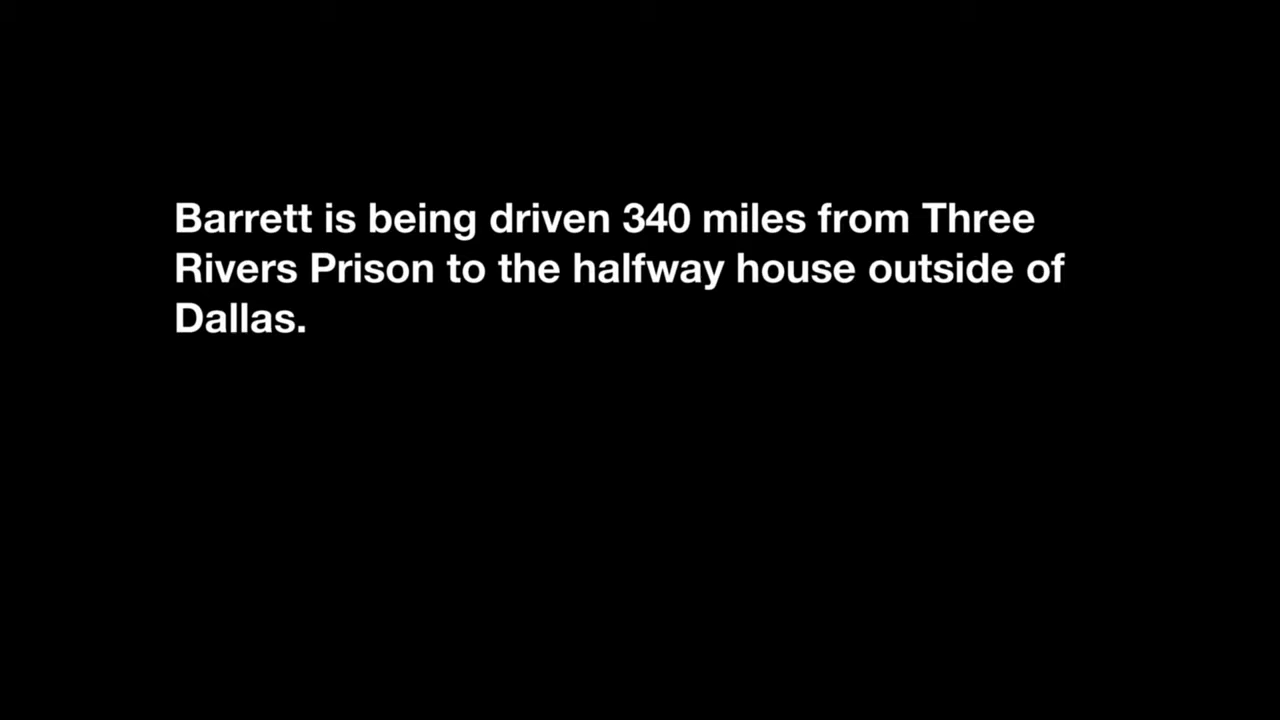 Barrett is being driven 340 miles from Three
Rivers Prison to the halfway house outside of
Dallas.